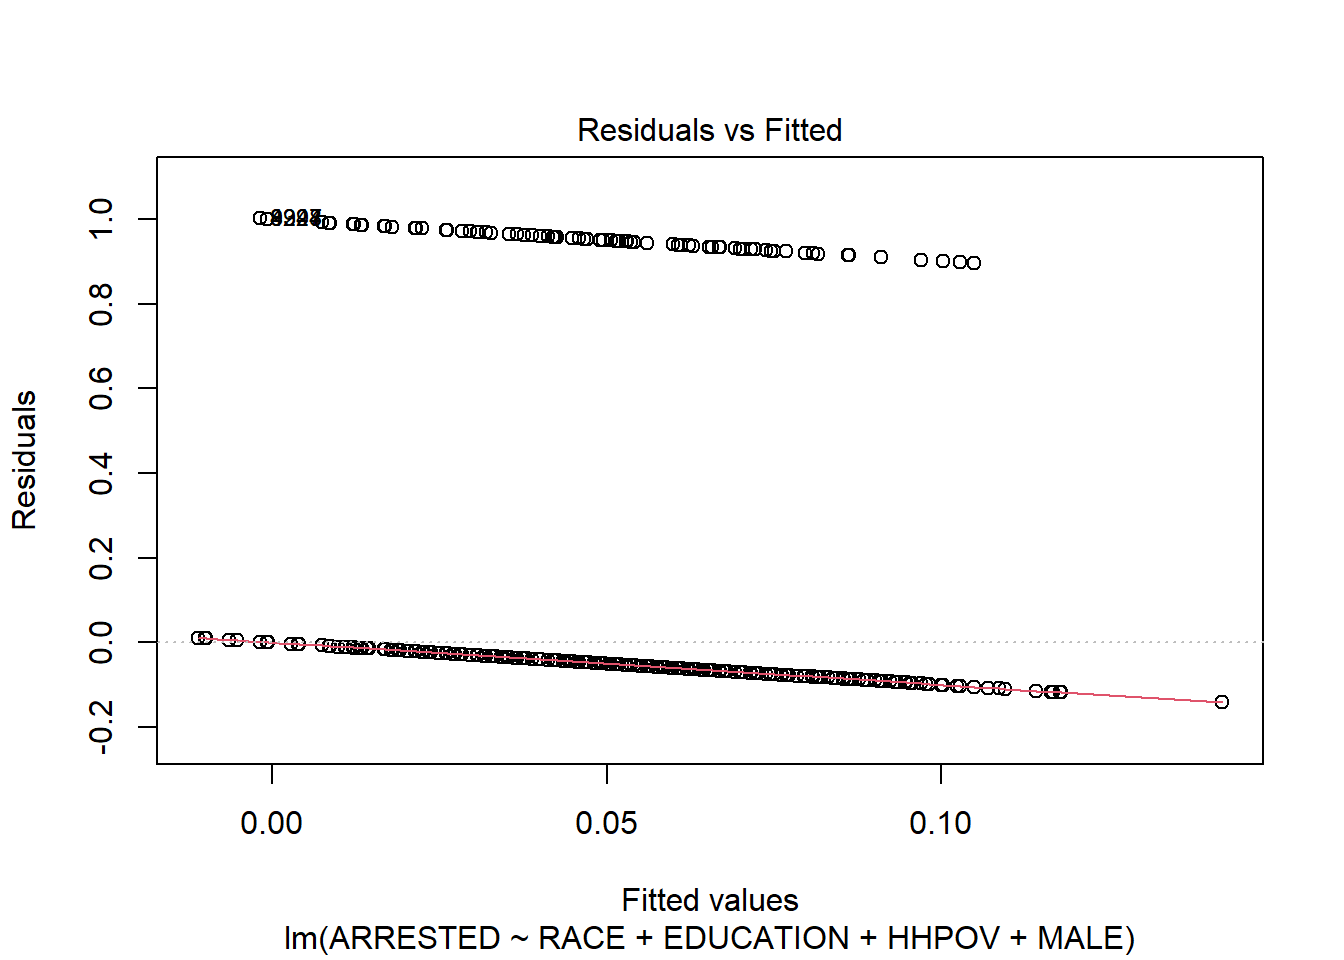 Residuals vs Fitted
Residuals
1.0
0.8
0.6
0.4
0.2
0.0
-0.2
0.00 0.05 0.10
Fitted values
lm(ARRESTED ~ RACE + EDUCATION + HHPOV + MALE)